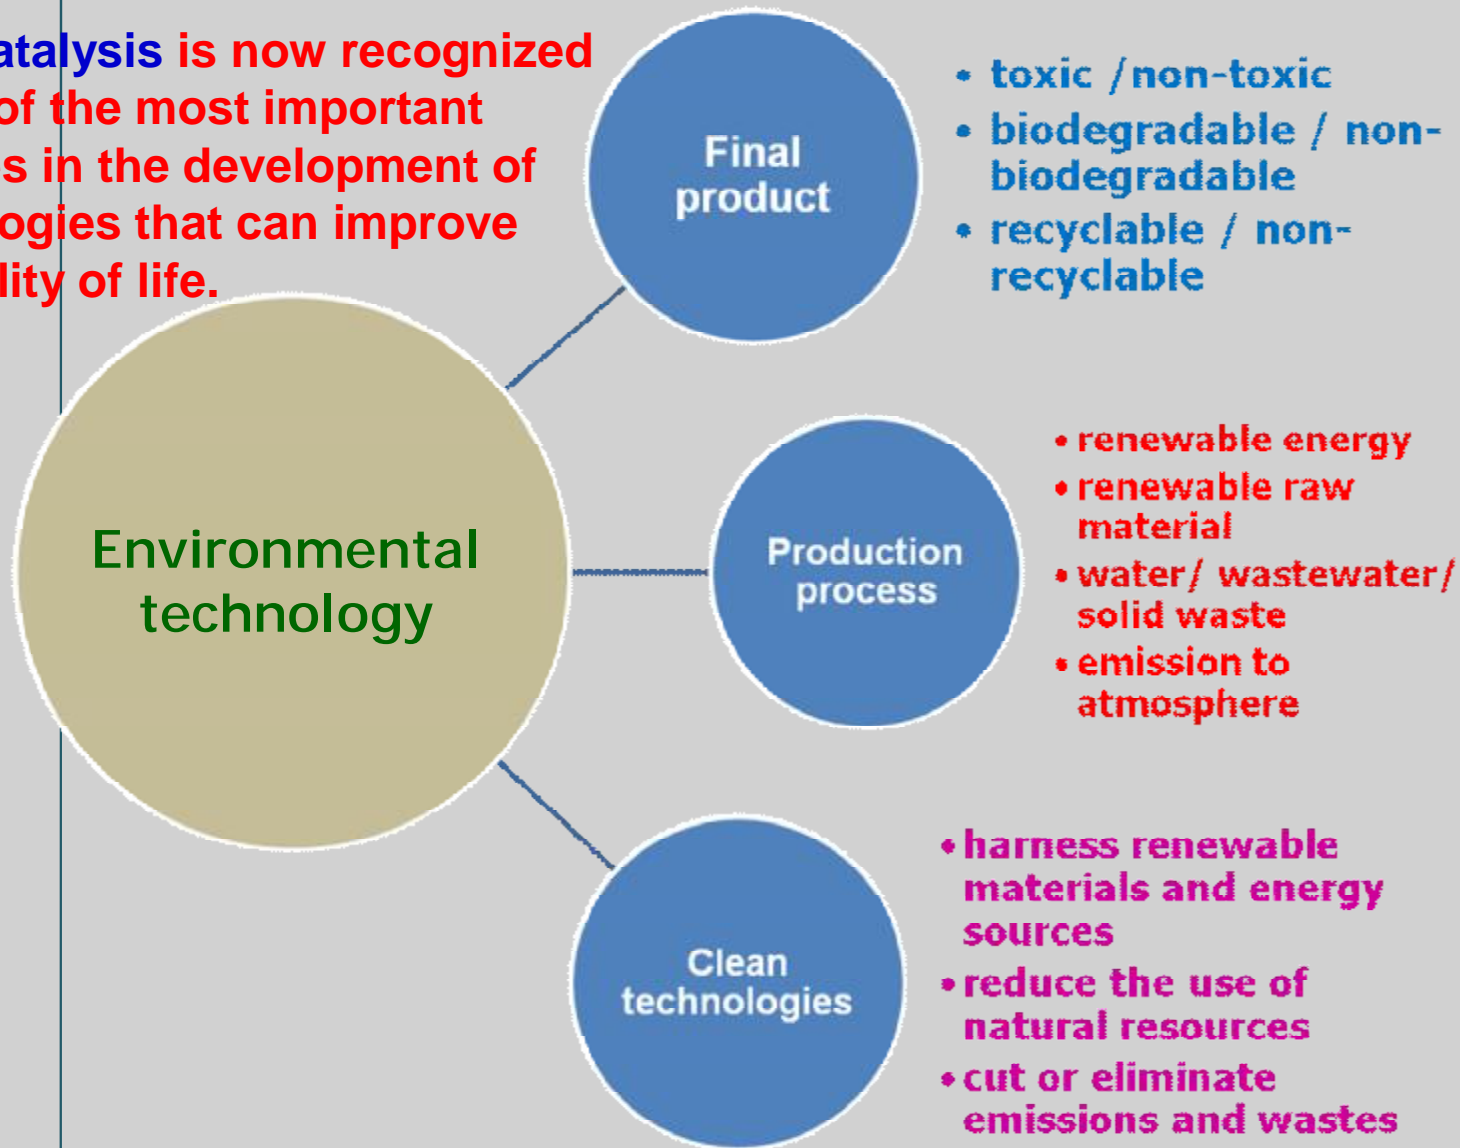 is now recognized
of the most important
in the development of
that can improve
of life.
Final
product
• toxic /non-toxic
• biodegradable / non-
biodegradable
• recyclable / non-
recyclable
Environmental
technology
Production
process
• renewable energy
• renewable raw
material
• water/ wastewater/
solid waste
• emission to
atmosphere
Clean
technologies
• harness renewable
materials and energy
sources
• reduce the use of
natural resources
• cut or eliminate
emissions and wastes